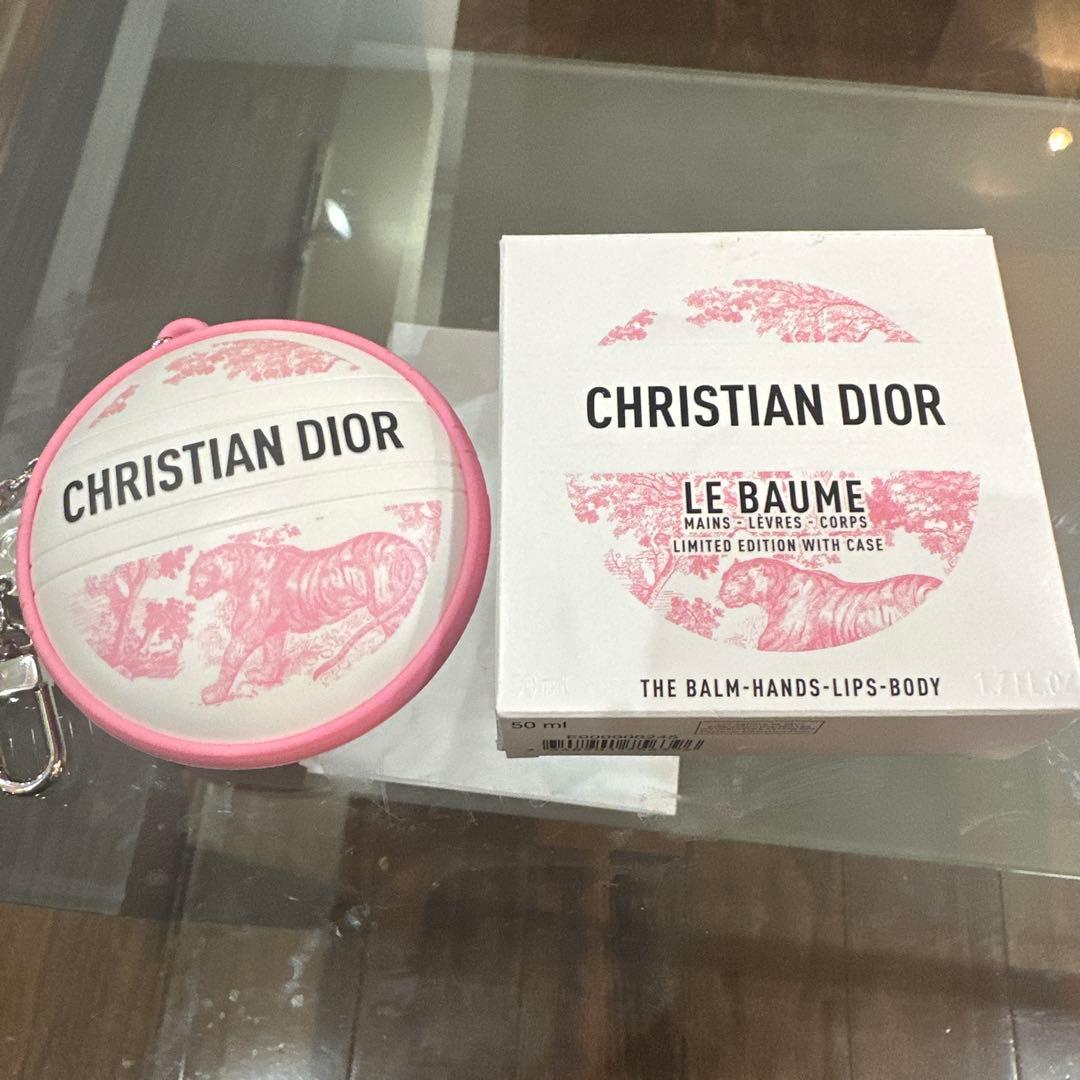 CHRISTIAN DIOR
CHRISTIAN DIOR
LE BAUME
MAINS - LÈVRES - CORPS
LIMITED EDITION WITH CASE
THE BALM-HANDS-LIPS-BODY
1.7 FL.OZ
50 ml
E000000245